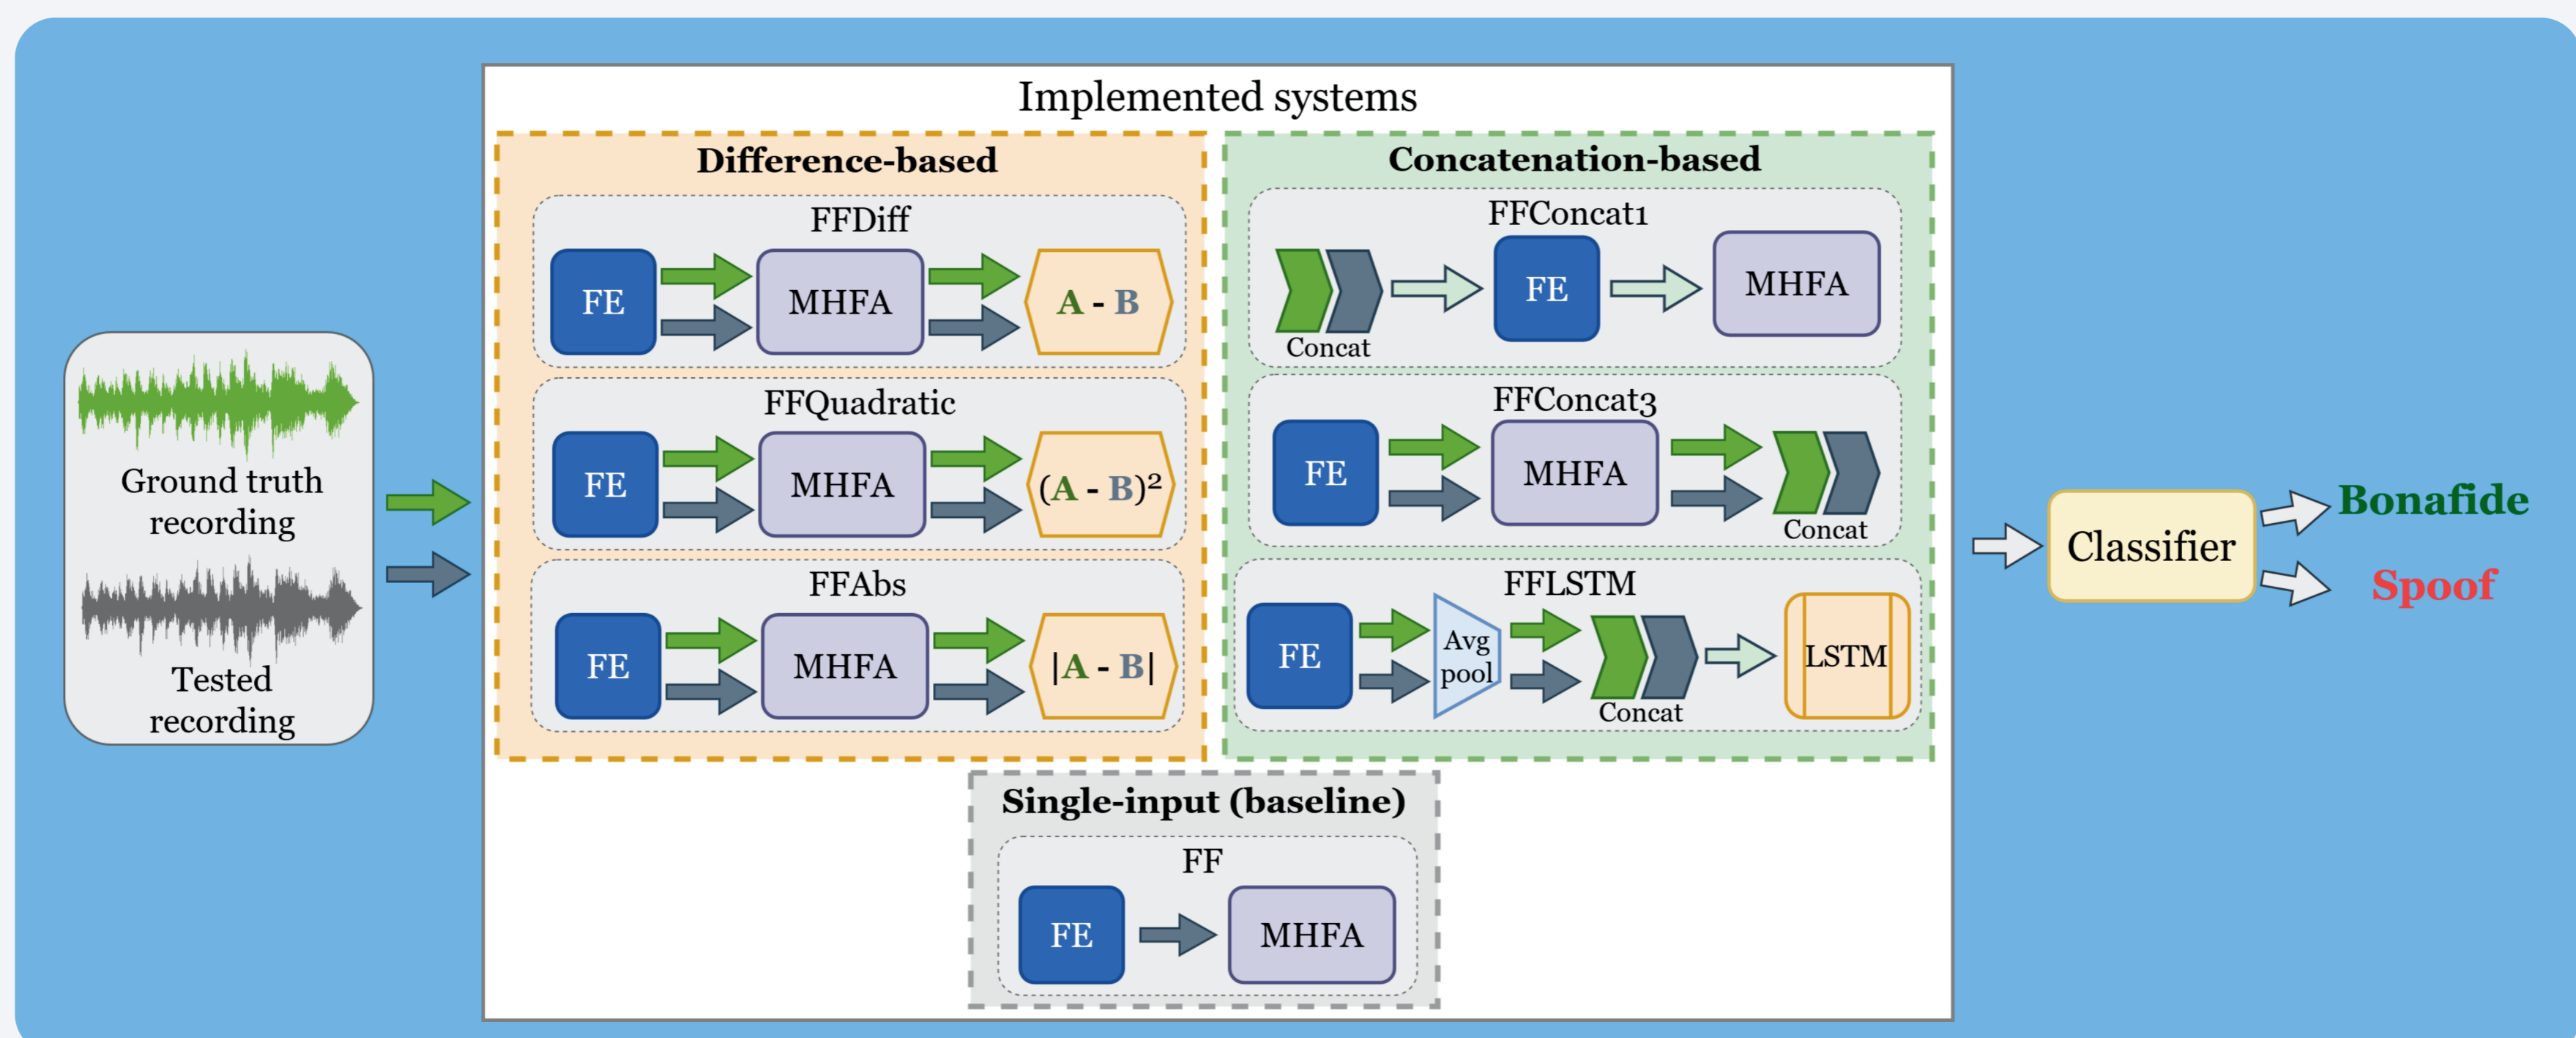 Implemented systems
Ground truth
recording
Tested
recording
Difference-based
FFDiff
FE
MHFA
A - B
FFQuadratic
FE
MHFA
(A - B)²
FFAbs
FE
MHFA
|A - B|
Concatenation-based
FFConcat1
Concat
FE
MHFA
FFConcat3
FE
MHFA
Concat
FFLSTM
FE
Avg
pool
Concat
LSTM
Single-input (baseline)
FF
FE
MHFA
Classifier
Bonafide
Spoof